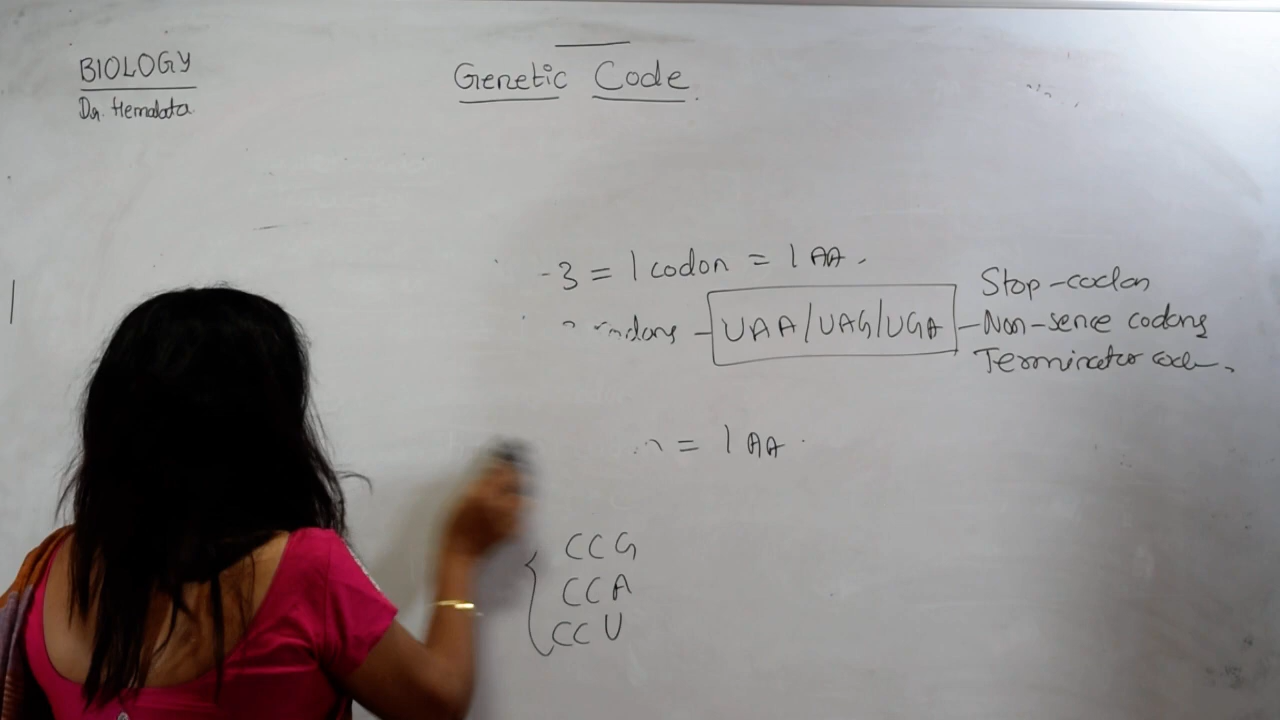 BIOLOGY
Dr. Hemalata
Genetic Code
-3 = 1 codon = 1 AA.
UAA/UAG/UGA
Stop-codon
Non-sence codons
Terminator
= 1 AA
CCG
CCA
CCU